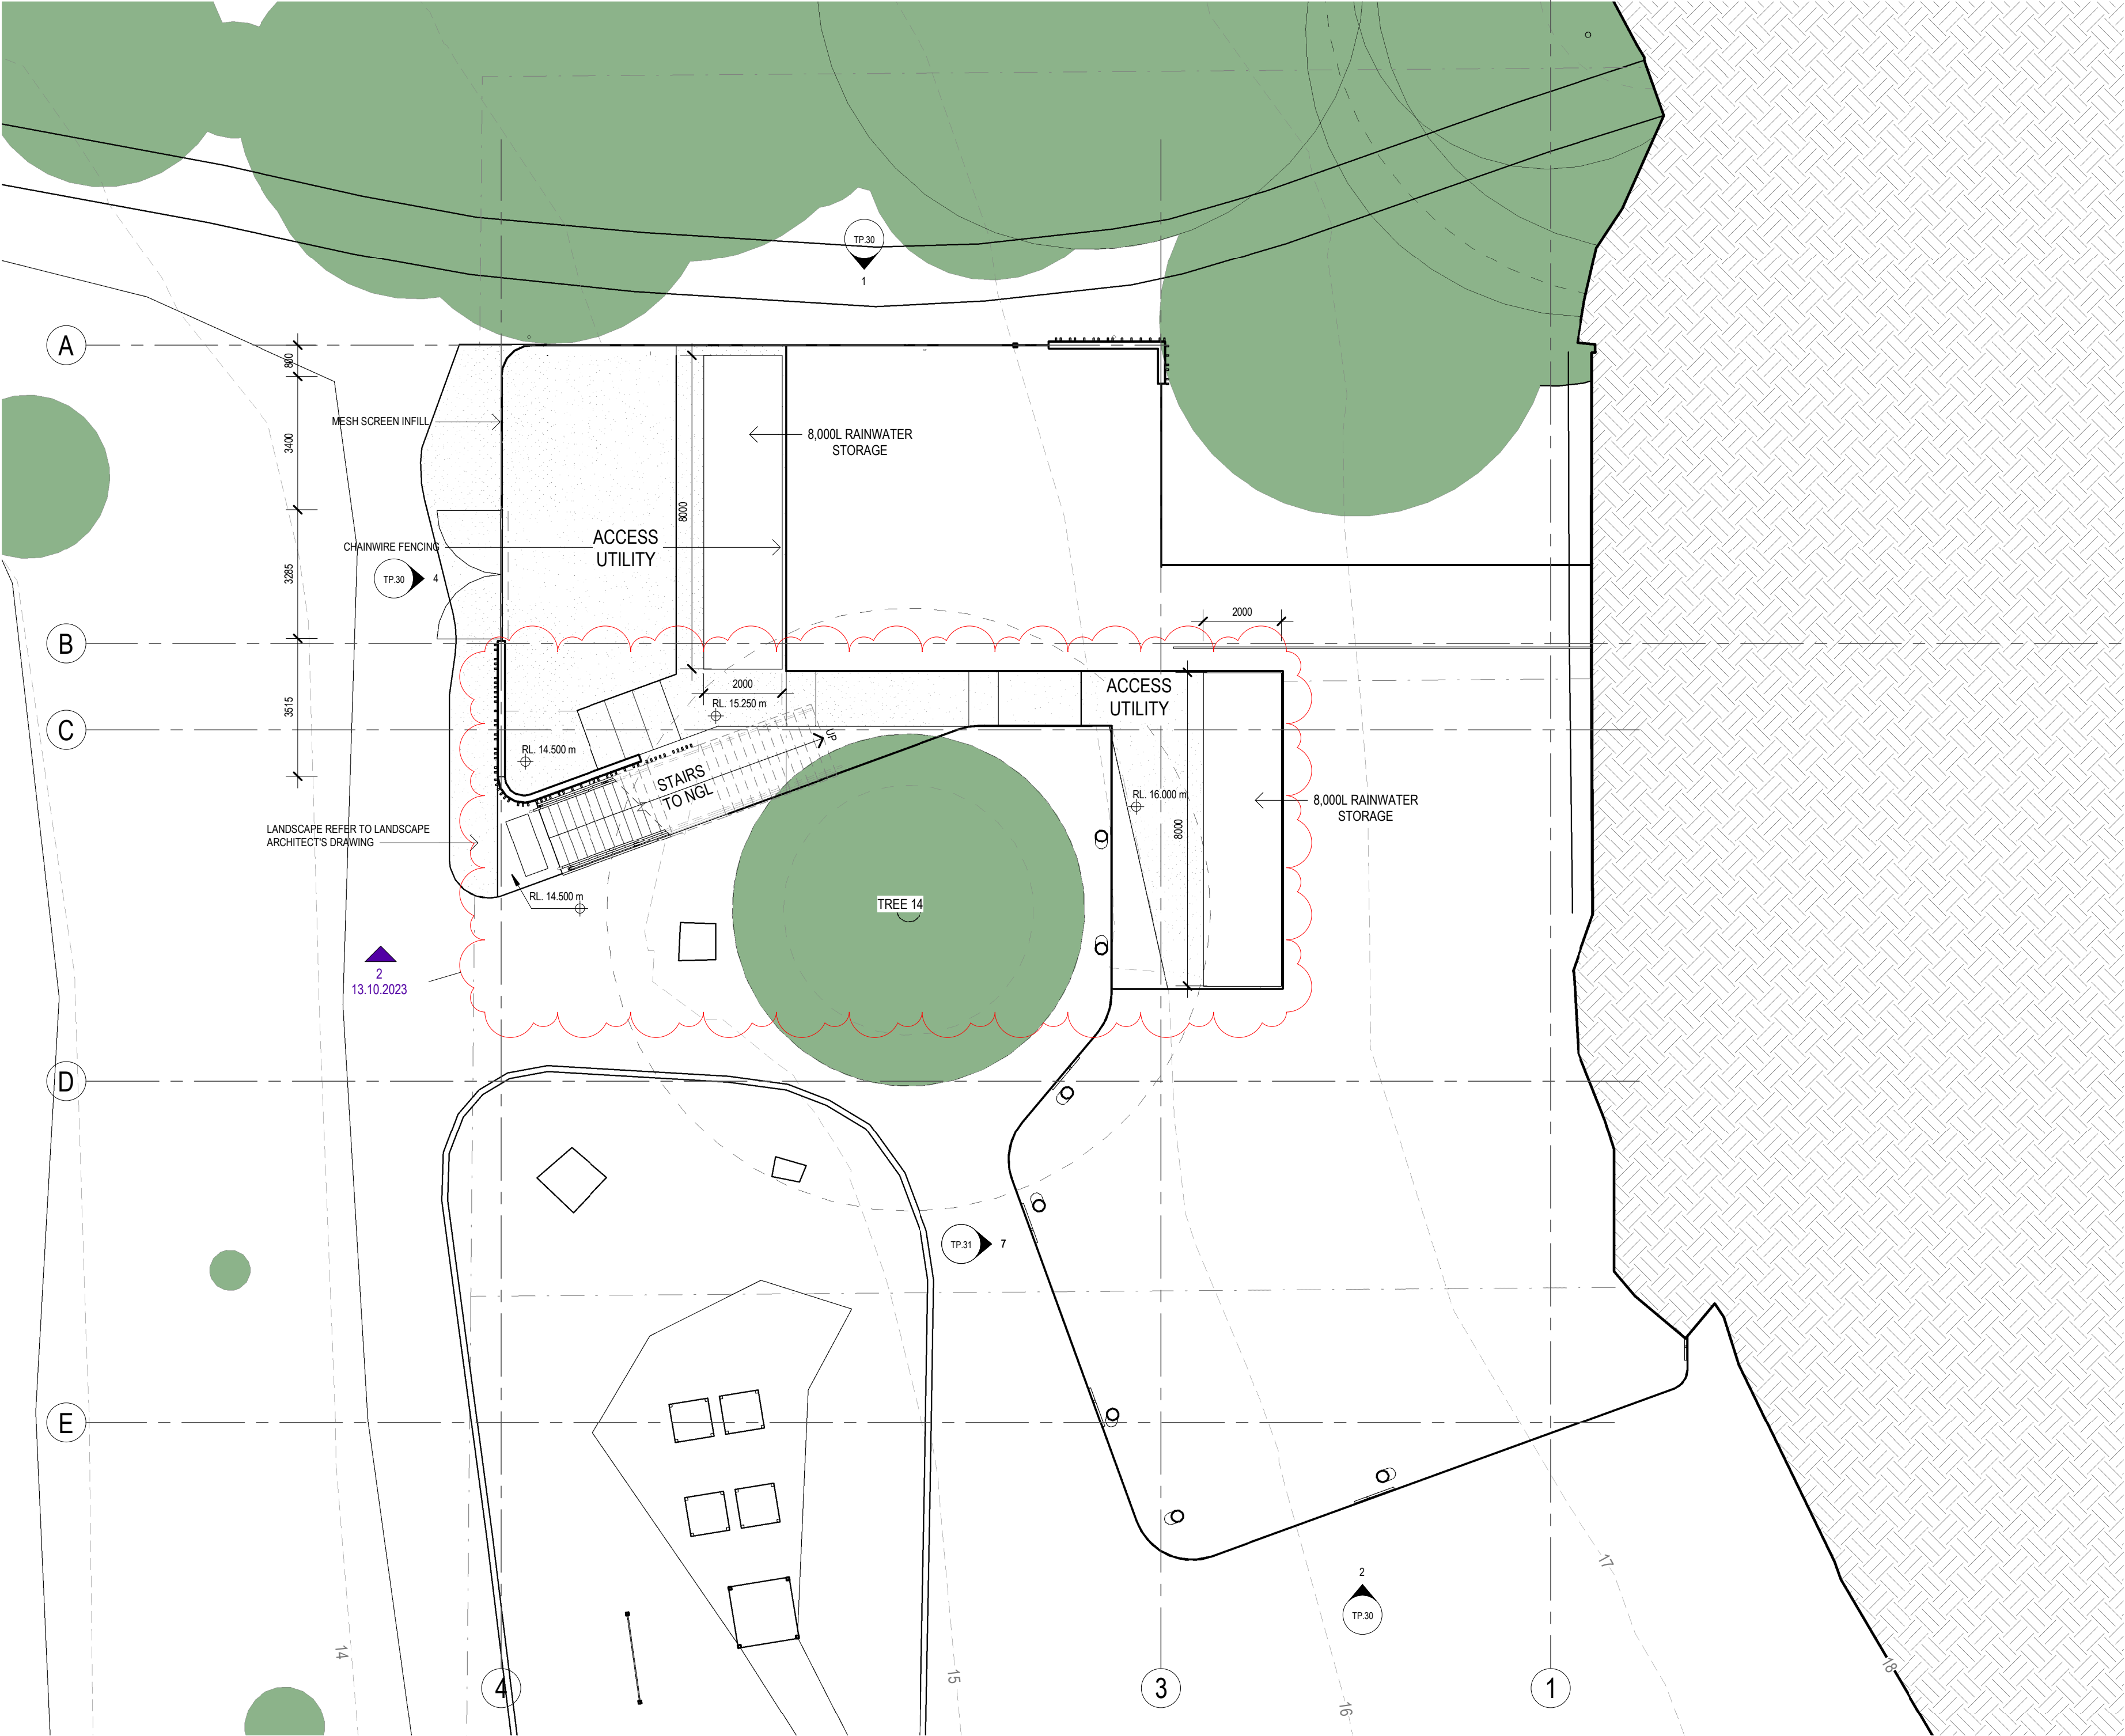 TP.30
1
A
800
MESH SCREEN INFILL
3400
8,000L RAINWATER
STORAGE
8000
ACCESS
UTILITY
CHAINWIRE FENCING
TP.30
4
3285
2000
B
2000
ACCESS
UTILITY
RL. 15.250 m
3515
C
UP
RL. 14.500 m
STAIRS
TO NGL
RL. 16.000 m
8,000L RAINWATER
STORAGE
8000
LANDSCAPE REFER TO LANDSCAPE
ARCHITECT'S DRAWING
RL. 14.500 m
TREE 14
2
13.10.2023
D
TP.31
7
E
17
2
TP.30
14
15
16
18
4
3
1